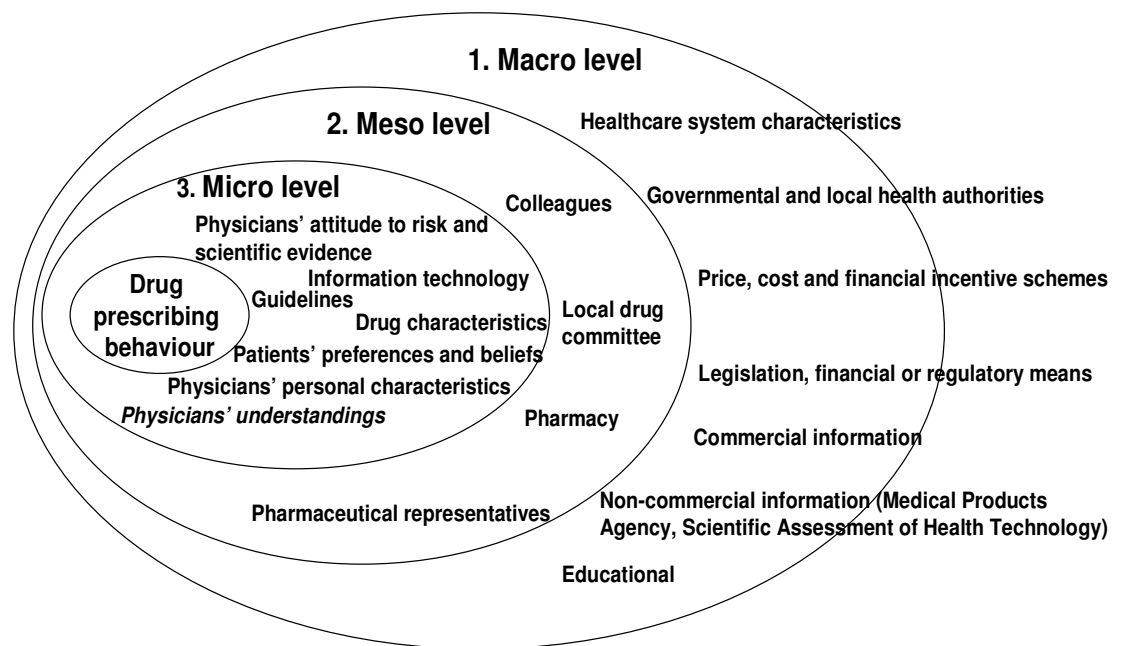 1. Macro level
2. Meso level
Healthcare system characteristics
3. Micro level
Governmental and local health authorities
Colleagues
Physicians’ attitude to risk and
scientific evidence
Information technology
Price, cost and financial incentive schemes
Drug
prescribing
behaviour
Guidelines
Drug characteristics
Local drug
committee
Patients’ preferences and beliefs
Legislation, financial or regulatory means
Physicians’ personal characteristics
Physicians’ understandings
Pharmacy
Commercial information
Pharmaceutical representatives
Non-commercial information (Medical Products
Agency, Scientific Assessment of Health Technology)
Educational